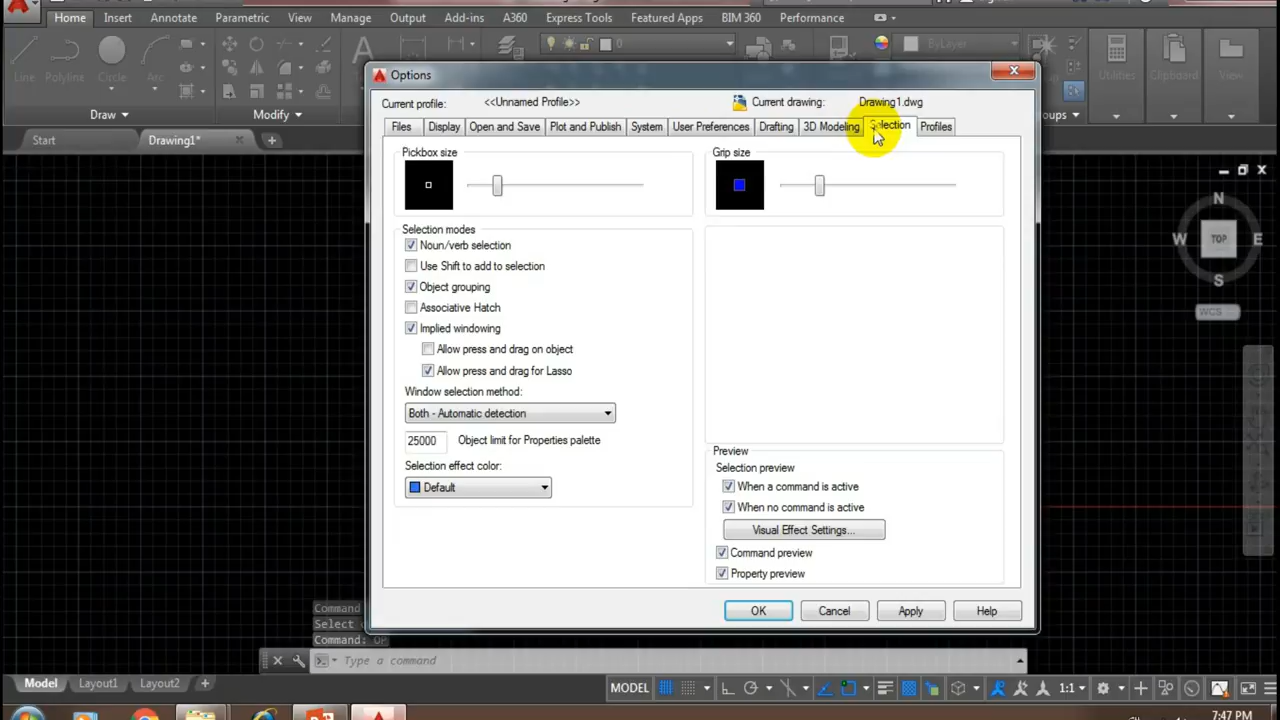 Home Insert Annotate Parametric View Manage Output Add-ins A360 Express Tools Featured Apps BIM 360 Performance
0
ByLayer
Line Polyline Circle Arc
Utilities Clipboard View
Draw Modify
Start Drawing1*
Options
Current profile: <<Unnamed Profile>> Current drawing: Drawing1.dwg
Files Display Open and Save Plot and Publish System User Preferences Drafting 3D Modeling Selection Profiles
Pickbox size
Grip size
Selection modes
Noun/verb selection
Use Shift to add to selection
Object grouping
Associative Hatch
Implied windowing
Allow press and drag on object
Allow press and drag for Lasso
Window selection method:
Both - Automatic detection
25000 Object limit for Properties palette
Selection effect color:
Default
Preview
Selection preview
When a command is active
When no command is active
Visual Effect Settings...
Command preview
Property preview
OK Cancel Apply Help
N
W TOP E
S
WCS
Command
Select
Command: OP
Type a command
Model Layout1 Layout2 +
MODEL 1:1
7:47 PM